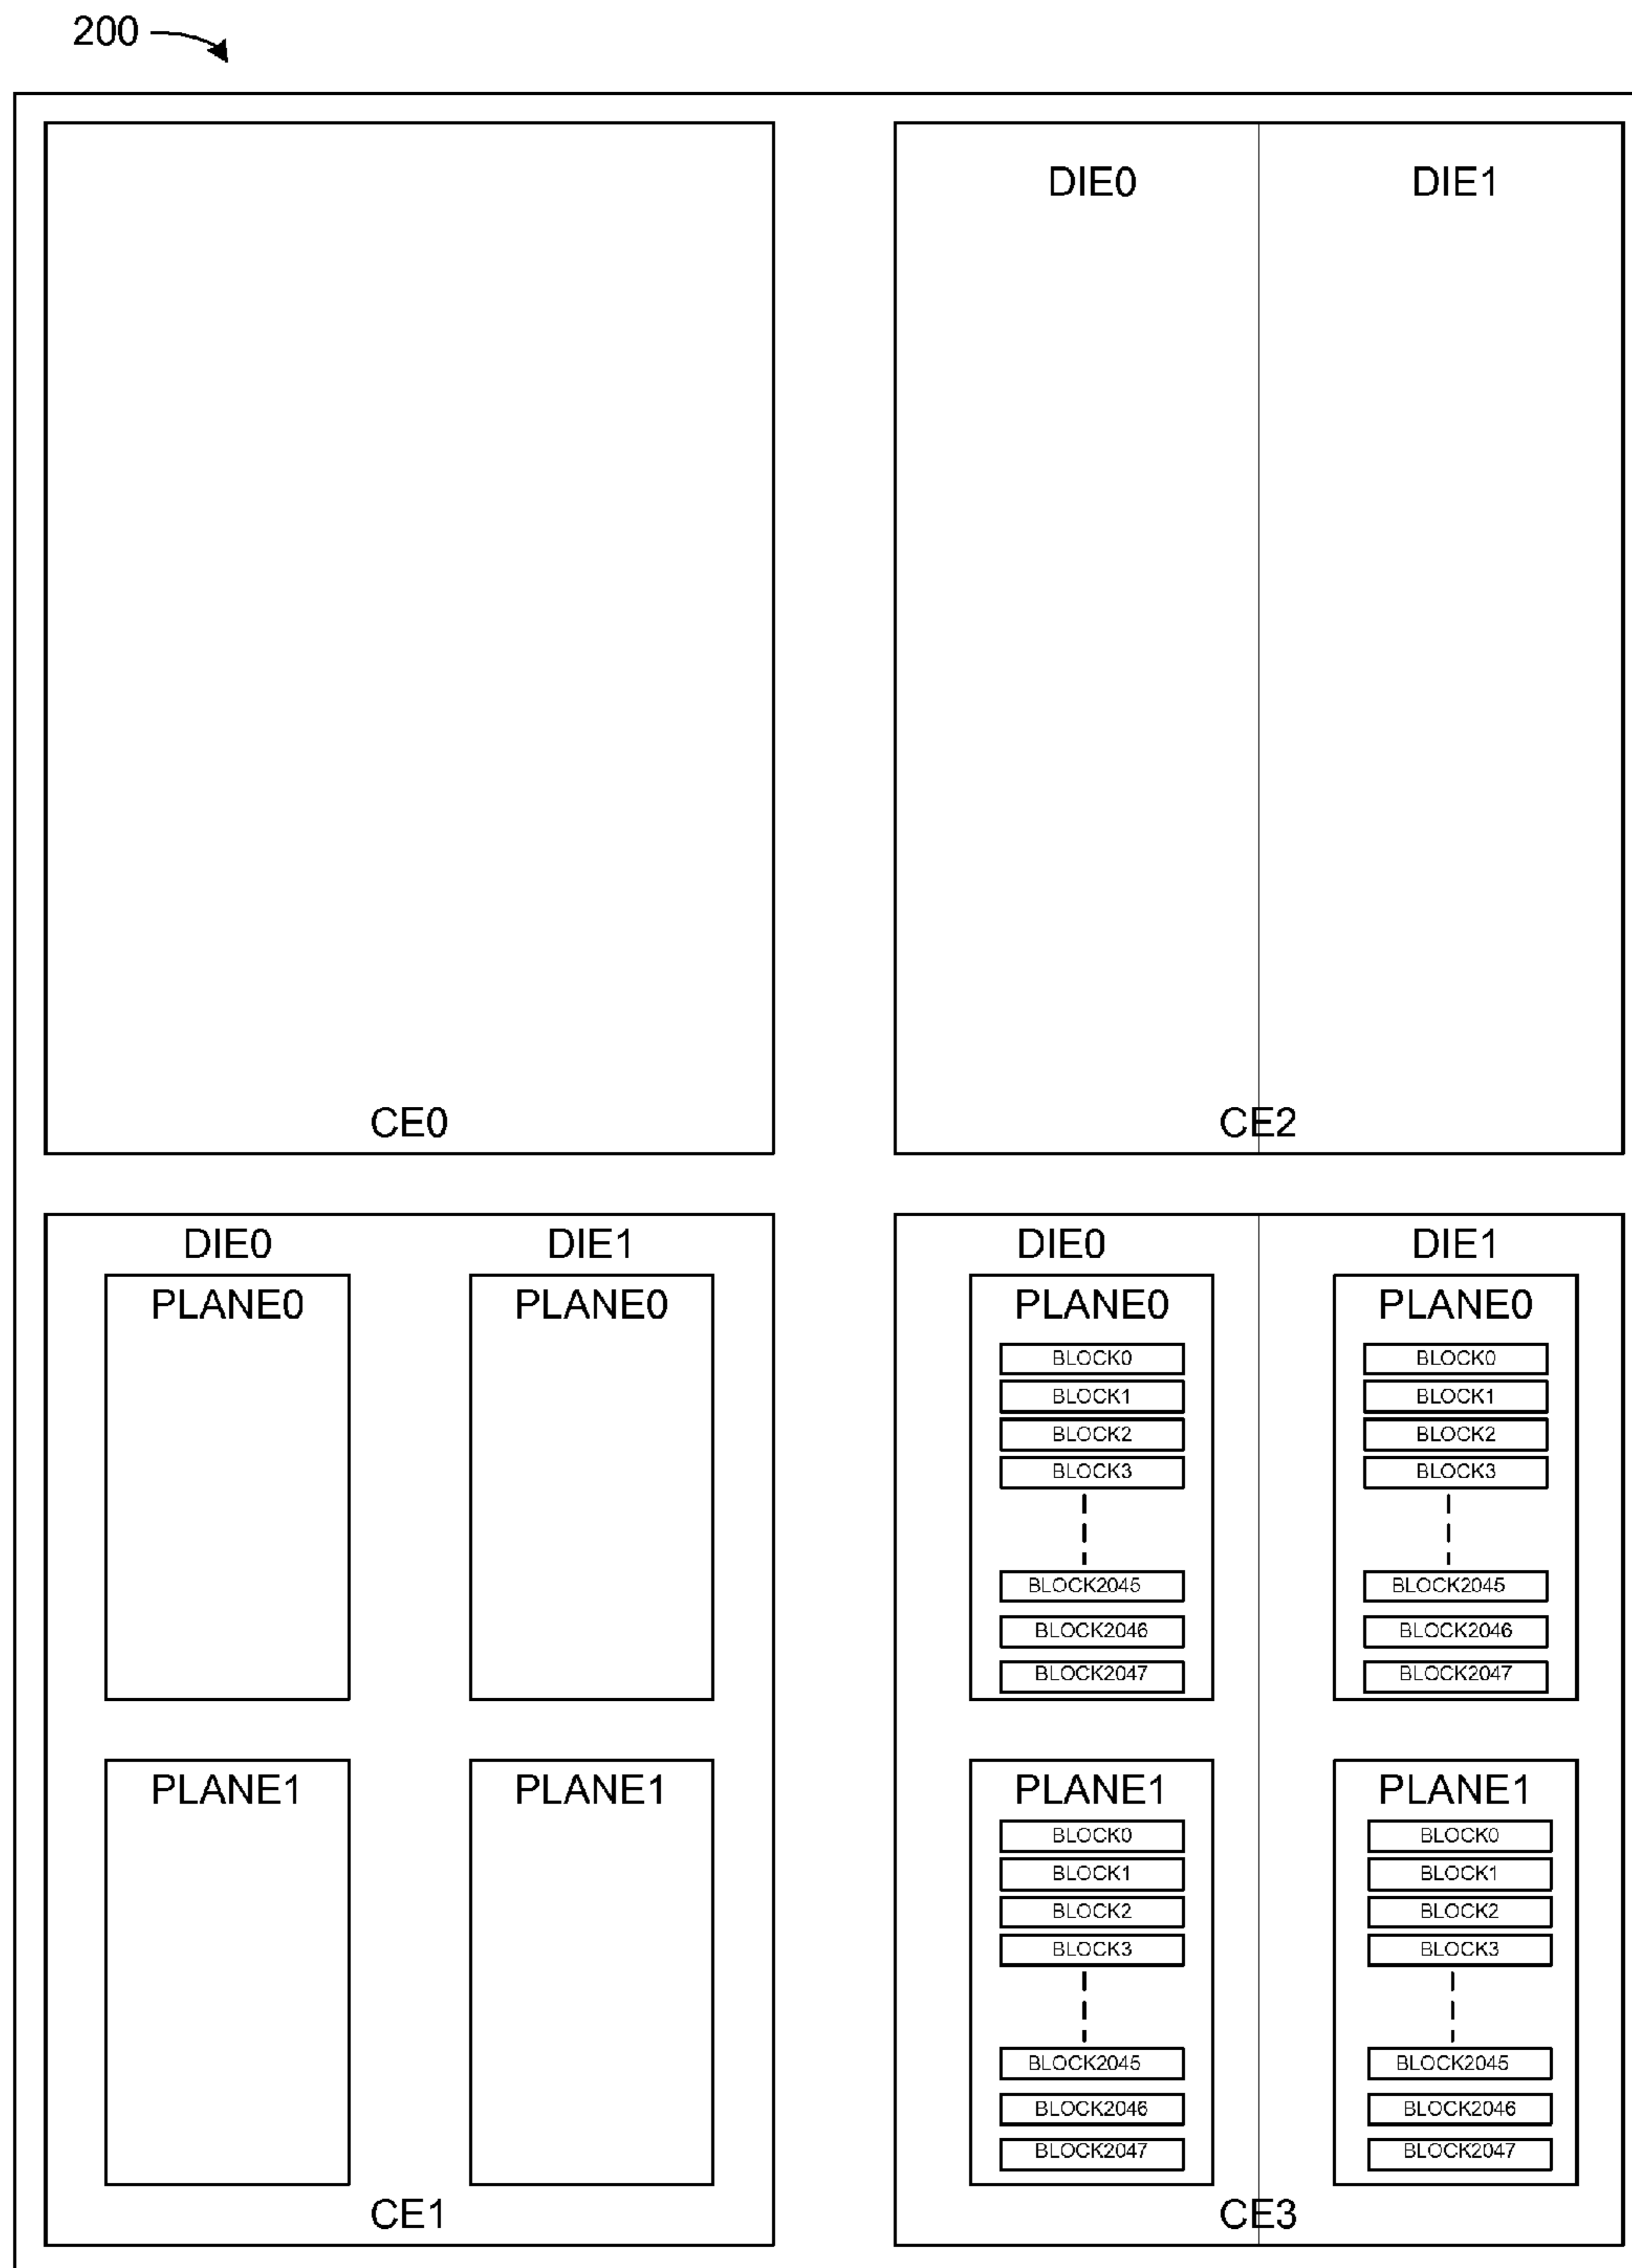 200
DIE0 DIE1
CE0 CE2
DIE0 DIE1 DIE0 DIE1
PLANE0 PLANE0 PLANE0 PLANE0
BLOCK0 BLOCK0
BLOCK1 BLOCK1
BLOCK2 BLOCK2
BLOCK3 BLOCK3
BLOCK2045 BLOCK2045
BLOCK2046 BLOCK2046
BLOCK2047 BLOCK2047
PLANE1 PLANE1 PLANE1 PLANE1
BLOCK0 BLOCK0
BLOCK1 BLOCK1
BLOCK2 BLOCK2
BLOCK3 BLOCK3
BLOCK2045 BLOCK2045
BLOCK2046 BLOCK2046
BLOCK2047 BLOCK2047
CE1 CE3